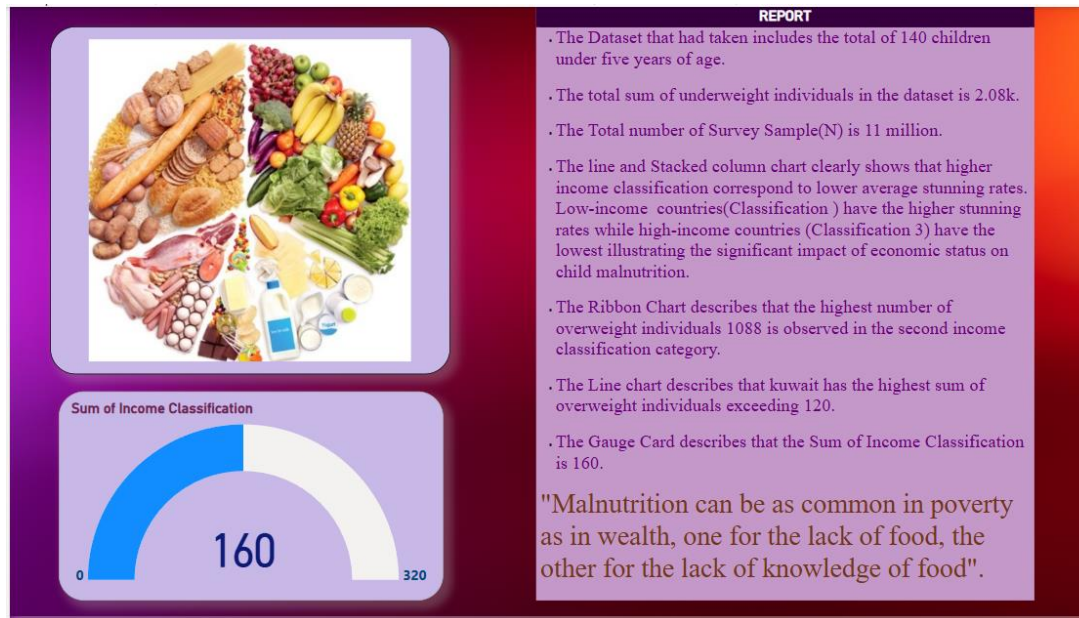 REPORT
. The Dataset that had taken includes the total of 140 children
under five years of age.
. The total sum of underweight individuals in the dataset is 2.08k.
. The Total number of Survey Sample(N) is 11 million.
. The line and Stacked column chart clearly shows that higher
income classification correspond to lower average stunning rates.
Low-income countries(Classification ) have the higher stunning
rates while high-income countries (Classification 3) have the
lowest illustrating the significant impact of economic status on
child malnutrition.
. The Ribbon Chart describes that the highest number of
overweight individuals 1088 is observed in the second income
classification category.
. The Line chart describes that kuwait has the highest sum of
overweight individuals exceeding 120.
. The Gauge Card describes that the Sum of Income Classification
is 160.
"Malnutrition can be as common in poverty
as in wealth, one for the lack of food, the
other for the lack of knowledge of food".
Sum of Income Classification
160
0
320